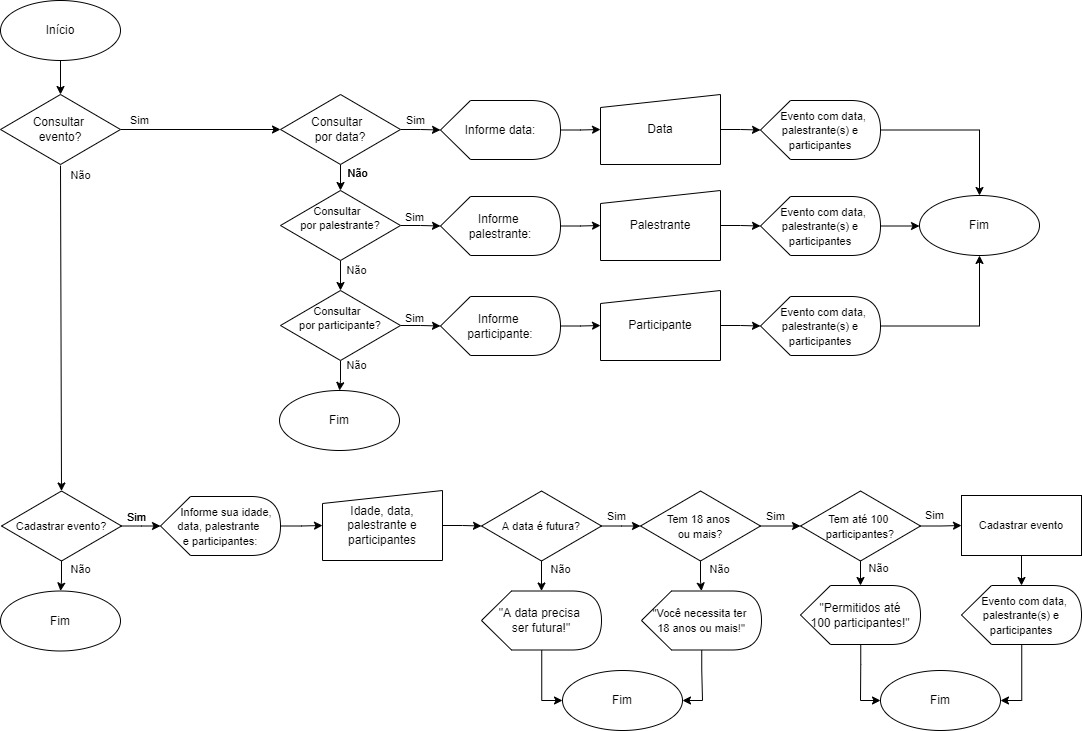 Início
Consultar
evento?
Sim
Consultar
por data?
Sim
Informe data:
Data
Evento com data,
palestrante(s) e
participantes
Não
Não
Consultar
por palestrante?
Sim
Informe
palestrante:
Palestrante
Evento com data,
palestrante(s) e
participantes
Fim
Não
Consultar
por participante?
Sim
Informe
participante:
Participante
Evento com data,
palestrante(s) e
participantes
Não
Fim
Cadastrar evento?
Sim
Informe sua idade,
data, palestrante
e participantes:
Idade, data,
palestrante e
participantes
A data é futura?
Sim
Tem 18 anos
ou mais?
Sim
Tem até 100
participantes?
Sim
Cadastrar evento
Não
Não
Não
Não
Fim
"A data precisa
ser futura!"
"Você necessita ter
18 anos ou mais!"
"Permitidos até
100 participantes!"
Evento com data,
palestrante(s) e
participantes
Fim
Fim